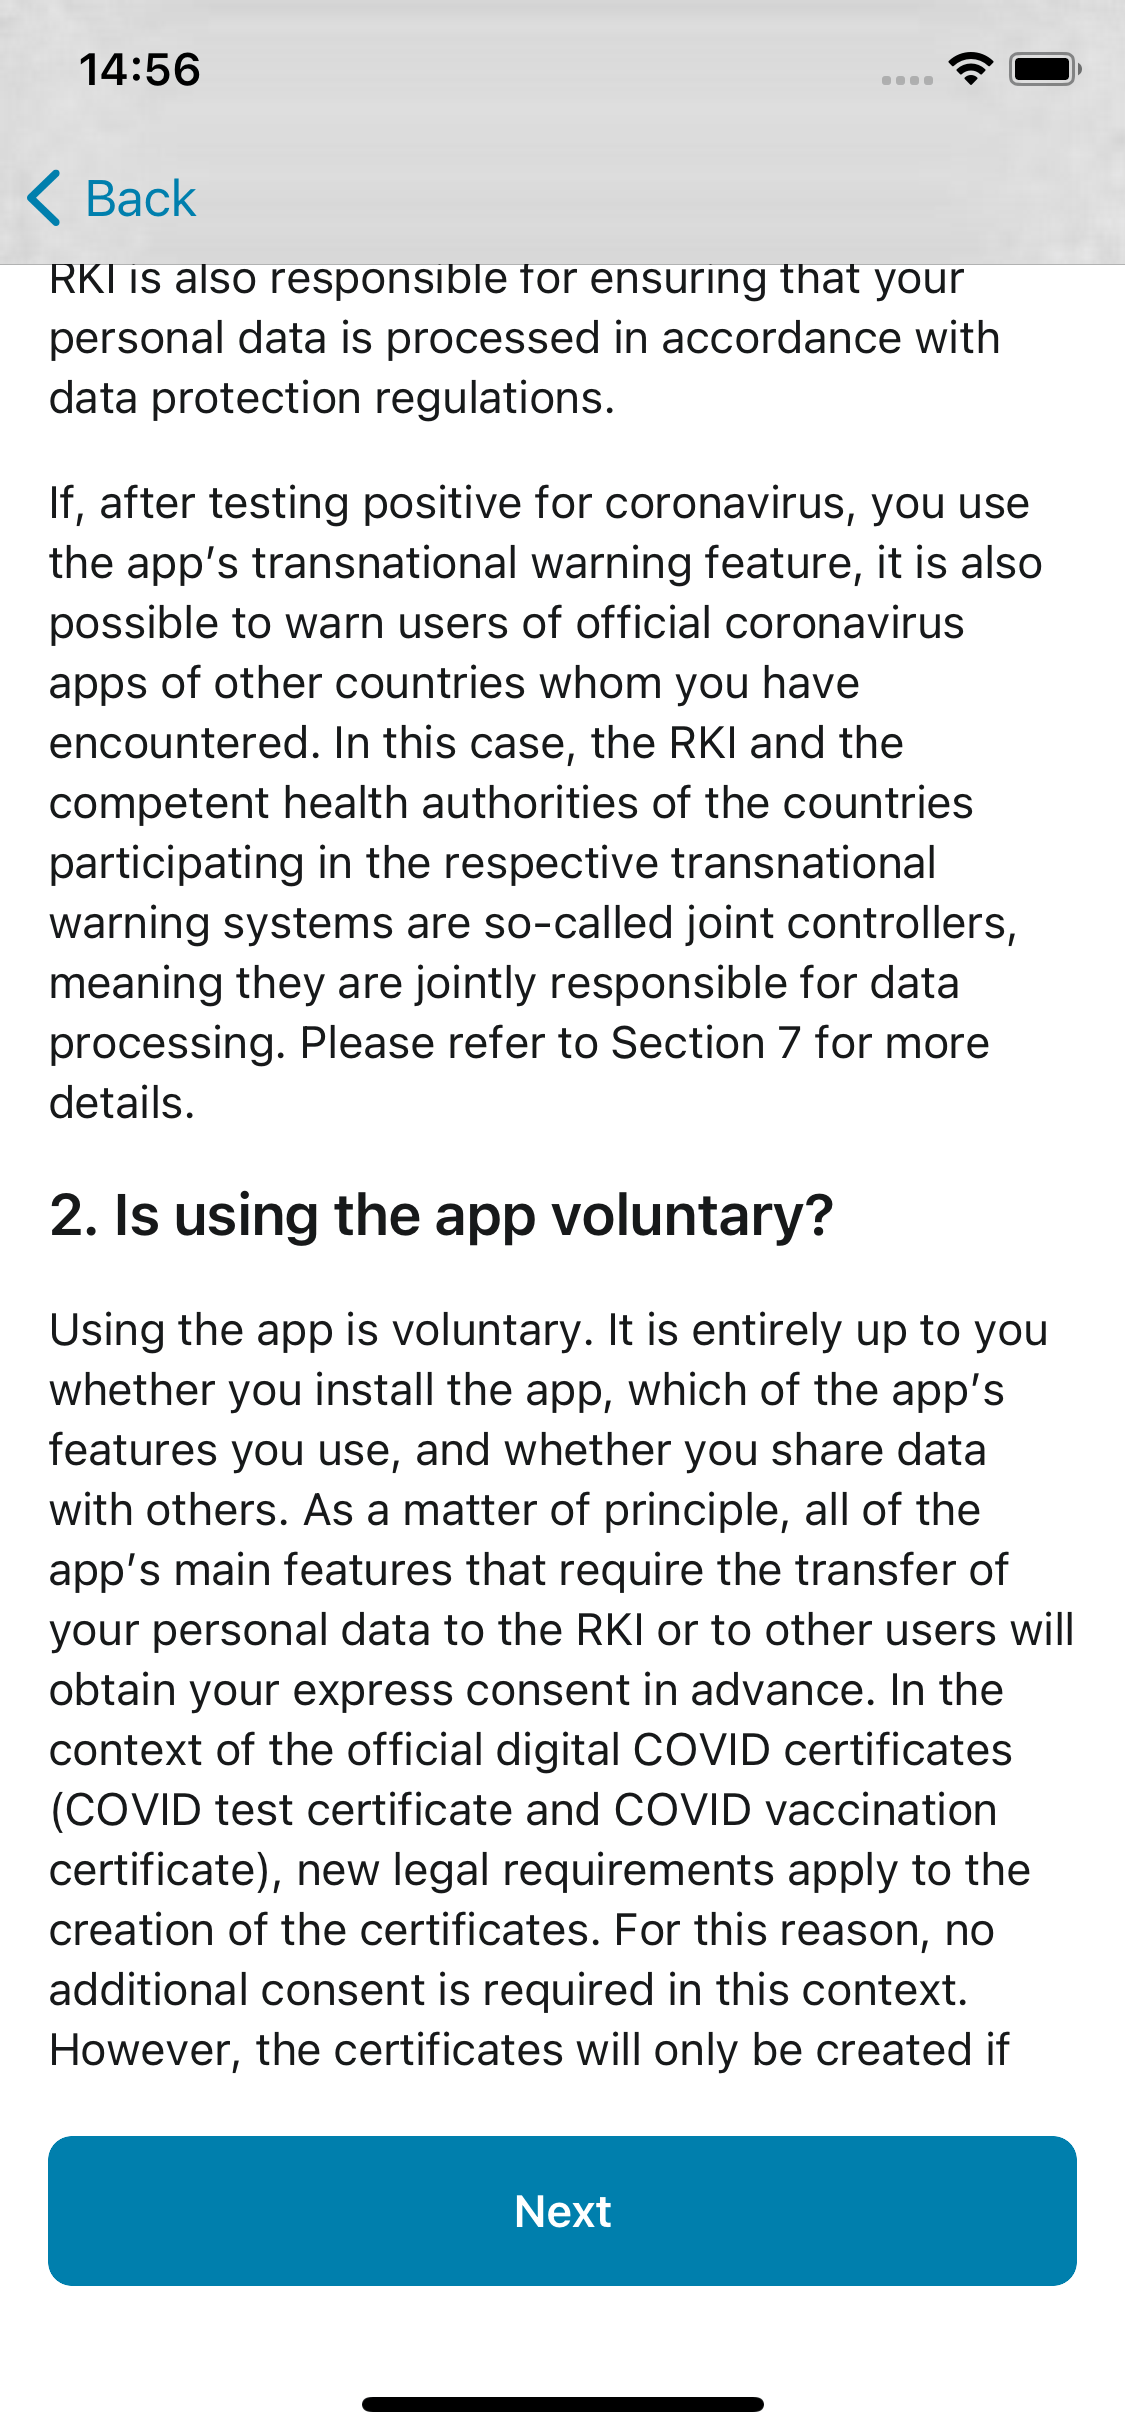 14:56
Back
RKI is also responsible for ensuring that your
personal data is processed in accordance with
data protection regulations.
If, after testing positive for coronavirus, you use
the app’s transnational warning feature, it is also
possible to warn users of official coronavirus
apps of other countries whom you have
encountered. In this case, the RKI and the
competent health authorities of the countries
participating in the respective transnational
warning systems are so-called joint controllers,
meaning they are jointly responsible for data
processing. Please refer to Section 7 for more
details.
2. Is using the app voluntary?
Using the app is voluntary. It is entirely up to you
whether you install the app, which of the app’s
features you use, and whether you share data
with others. As a matter of principle, all of the
app’s main features that require the transfer of
your personal data to the RKI or to other users will
obtain your express consent in advance. In the
context of the official digital COVID certificates
(COVID test certificate and COVID vaccination
certificate), new legal requirements apply to the
creation of the certificates. For this reason, no
additional consent is required in this context.
However, the certificates will only be created if
Next